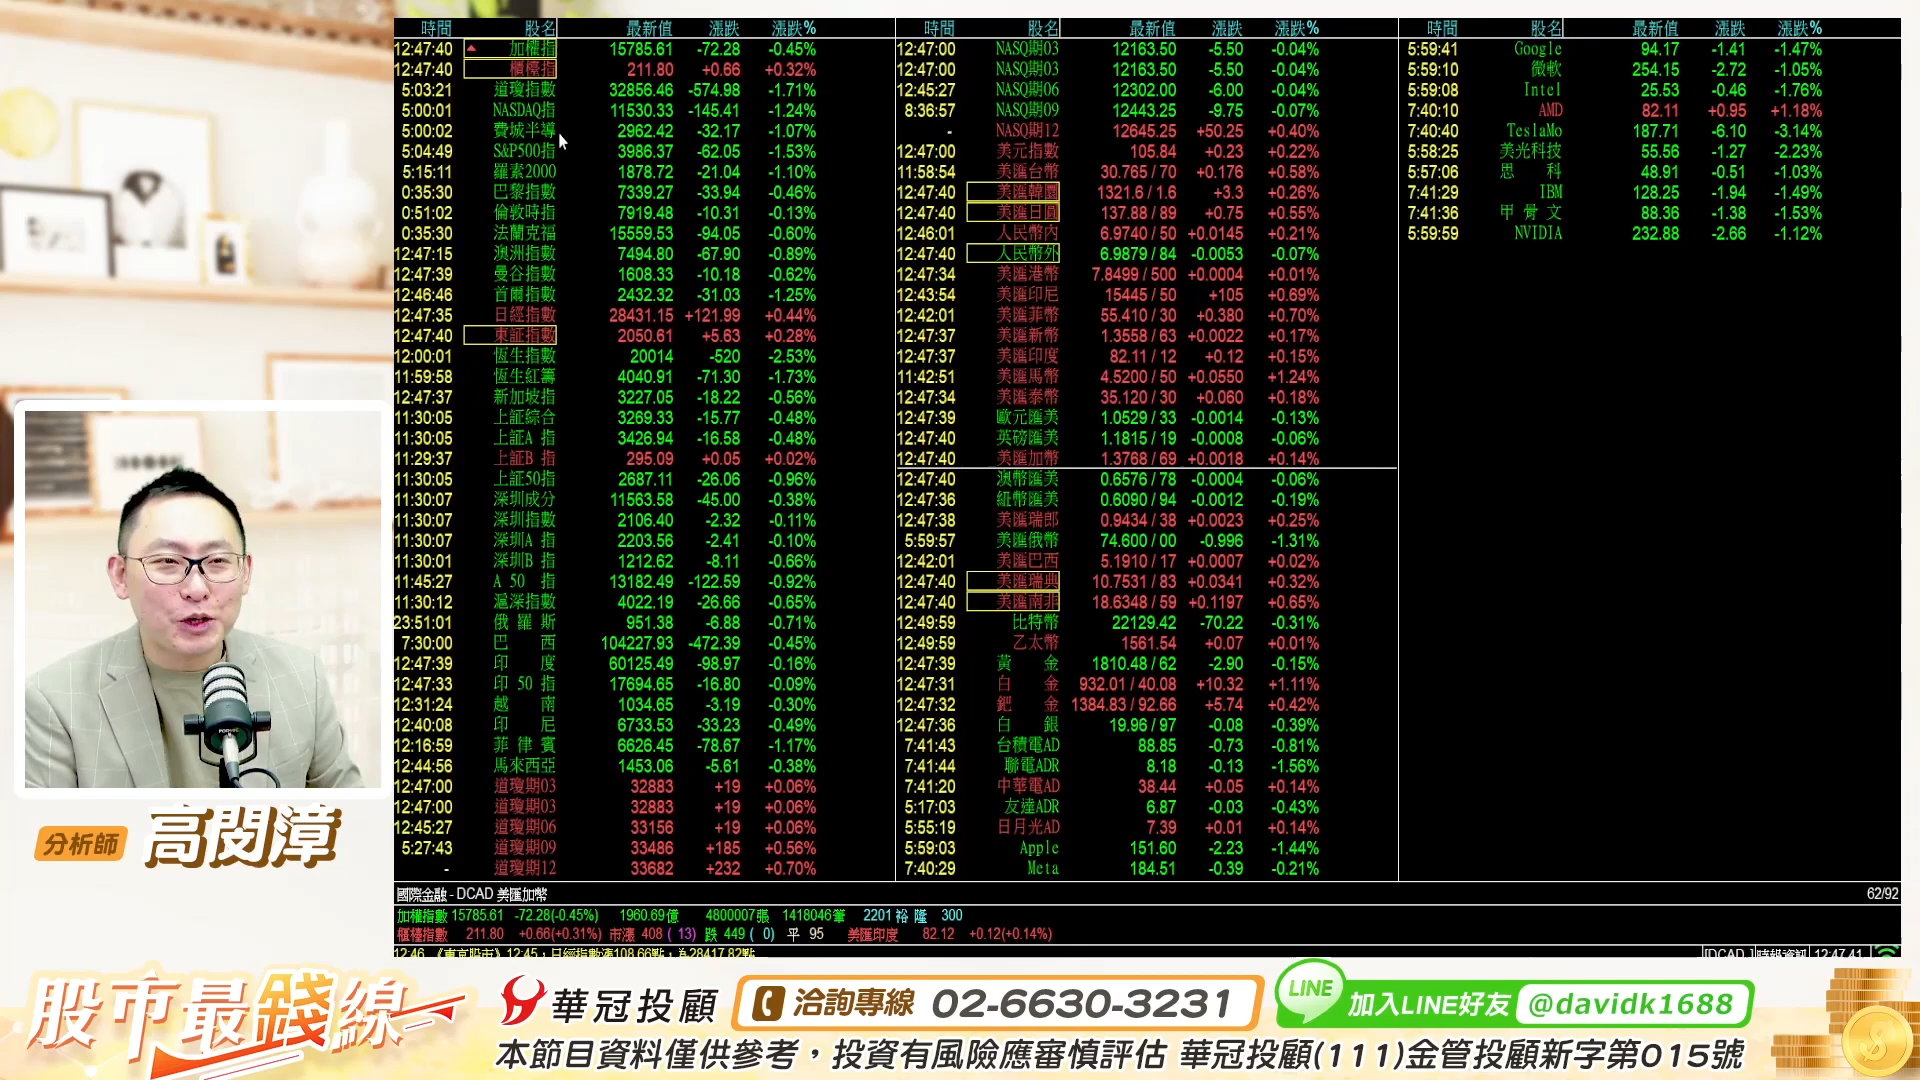 時間 股名 最新值 漲跌 漲跌%
12:47:40 加權指 15785.61 -72.28 -0.45%
12:47:40 櫃檯指 211.80 +0.66 +0.32%
5:03:21 道瓊指數 32856.46 -574.98 -1.71%
5:00:01 NASDAQ指 11530.33 -145.41 -1.24%
5:00:02 費城半導 2962.42 -32.17 -1.07%
5:04:49 S&P500指 3986.37 -62.05 -1.53%
5:15:11 羅素2000 1878.72 -21.04 -1.10%
0:35:30 巴黎指數 7339.27 -33.94 -0.46%
0:51:02 倫敦時指 7919.48 -10.31 -0.13%
0:35:30 法蘭克福 15559.53 -94.05 -0.60%
12:47:15 澳洲指數 7494.80 -67.90 -0.89%
12:47:39 曼谷指數 1608.33 -10.18 -0.62%
12:46:46 首爾指數 2432.32 -31.03 -1.25%
12:47:35 日經指數 28431.15 +121.99 +0.44%
12:47:40 東証指數 2050.61 +5.63 +0.28%
12:00:01 恆生指數 20014 -520 -2.53%
11:59:58 恆生紅籌 4040.91 -71.30 -1.73%
12:47:37 新加坡指 3227.05 -18.22 -0.56%
11:30:05 上証綜合 3269.33 -15.77 -0.48%
11:30:05 上証A 指 3426.94 -16.58 -0.48%
11:29:37 上証B 指 295.09 +0.05 +0.02%
11:30:05 上証50指 2687.11 -26.06 -0.96%
11:30:07 深圳成分 11563.58 -45.00 -0.38%
11:30:07 深圳指數 2106.40 -2.32 -0.11%
11:30:07 深圳A 指 2203.56 -2.41 -0.10%
11:30:01 深圳B 指 1212.62 -8.11 -0.66%
11:45:27 A 50 指 13182.49 -122.59 -0.92%
11:30:12 滬深指數 4022.19 -26.66 -0.65%
23:51:01 俄 羅 斯 951.38 -6.88 -0.71%
7:30:00 巴 西 104227.93 -472.39 -0.45%
12:47:39 印 度 60125.49 -98.97 -0.16%
12:47:33 印 50 指 17694.65 -16.80 -0.09%
12:31:24 越 南 1034.65 -3.19 -0.30%
12:40:08 印 尼 6733.53 -33.23 -0.49%
12:16:59 菲 律 賓 6626.45 -78.67 -1.17%
12:44:56 馬來西亞 1453.06 -5.61 -0.38%
12:47:00 道瓊期03 32883 +19 +0.06%
12:47:00 道瓊期03 32883 +19 +0.06%
12:45:27 道瓊期06 33156 +19 +0.06%
5:27:43 道瓊期09 33486 +185 +0.56%
- 道瓊期12 33682 +232 +0.70%
時間 股名 最新值 漲跌 漲跌%
12:47:00 NASQ期03 12163.50 -5.50 -0.04%
12:47:00 NASQ期03 12163.50 -5.50 -0.04%
12:45:27 NASQ期06 12302.00 -6.00 -0.04%
8:36:57 NASQ期09 12443.25 -9.75 -0.07%
- NASQ期12 12645.25 +50.25 +0.40%
12:47:00 美元指數 105.84 +0.23 +0.22%
11:58:54 美匯台幣 30.765 / 70 +0.176 +0.58%
12:47:40 美匯韓圜 1321.6 / 1.6 +3.3 +0.26%
12:47:40 美匯日圓 137.88 / 89 +0.75 +0.55%
12:46:01 人民幣內 6.9740 / 50 +0.0145 +0.21%
12:47:40 人民幣外 6.9879 / 84 -0.0053 -0.07%
12:47:34 美匯港幣 7.8499 / 500 +0.0004 +0.01%
12:43:54 美匯印尼 15445 / 50 +105 +0.69%
12:42:01 美匯菲幣 55.410 / 30 +0.380 +0.70%
12:47:37 美匯新幣 1.3558 / 63 +0.0022 +0.17%
12:47:37 美匯印度 82.11 / 12 +0.12 +0.15%
11:42:51 美匯馬幣 4.5200 / 50 +0.0550 +1.24%
12:47:34 美匯泰幣 35.120 / 30 +0.060 +0.18%
12:47:39 歐元匯美 1.0529 / 33 -0.0014 -0.13%
12:47:40 英磅匯美 1.1815 / 19 -0.0008 -0.06%
12:47:40 美匯加幣 1.3768 / 69 +0.0018 +0.14%
12:47:40 澳幣匯美 0.6576 / 78 -0.0004 -0.06%
12:47:36 紐幣匯美 0.6090 / 94 -0.0012 -0.19%
12:47:38 美匯瑞郎 0.9434 / 38 +0.0023 +0.25%
5:59:57 美匯俄幣 74.600 / 00 -0.996 -1.31%
12:42:01 美匯巴西 5.1910 / 17 +0.0007 +0.02%
12:47:40 美匯瑞典 10.7531 / 83 +0.0341 +0.32%
12:47:40 美匯南非 18.6348 / 59 +0.1197 +0.65%
12:49:59 比特幣 22129.42 -70.22 -0.31%
12:49:59 乙太幣 1561.54 +0.07 +0.01%
12:47:39 黃 金 1810.48 / 62 -2.90 -0.15%
12:47:31 白 金 932.01 / 40.08 +10.32 +1.11%
12:47:32 鈀 金 1384.83 / 92.66 +5.74 +0.42%
12:47:36 白 銀 19.96 / 97 -0.08 -0.39%
7:41:43 台積電AD 88.85 -0.73 -0.81%
7:41:44 聯電ADR 8.18 -0.13 -1.56%
7:41:20 中華電AD 38.44 +0.05 +0.14%
5:17:03 友達ADR 6.87 -0.03 -0.43%
5:55:19 日月光AD 7.39 +0.01 +0.14%
5:59:03 Apple 151.60 -2.23 -1.44%
7:40:29 Meta 184.51 -0.39 -0.21%
時間 股名 最新值 漲跌 漲跌%
5:59:41 Google 94.17 -1.41 -1.47%
5:59:10 微軟 254.15 -2.72 -1.05%
5:59:08 Intel 25.53 -0.46 -1.76%
7:40:10 AMD 82.11 +0.95 +1.18%
7:40:40 TeslaMo 187.71 -6.10 -3.14%
5:58:25 美光科技 55.56 -1.27 -2.23%
5:57:06 思 科 48.91 -0.51 -1.03%
7:41:29 IBM 128.25 -1.94 -1.49%
7:41:36 甲 骨 文 88.36 -1.38 -1.53%
5:59:59 NVIDIA 232.88 -2.66 -1.12%
國際金融 - DCAD 美匯加幣 62/92
加權指數 15785.61 -72.28(-0.45%) 1960.69億 4800007張 1418046筆 2201 裕 隆 300
櫃檯指數 211.80 +0.66(+0.31%) 市漲 408 ( 13) 跌 449 ( 0) 平 95 美匯印度 82.12 +0.12(+0.14%)
12:46 《東京股市》12:45，日經指數漲108.66點，為28417.82點 [DCAD ] 時報資訊 12:47:41
分析師 高閔漳
股市最錢線
華冠投顧 洽詢專線 02-6630-3231 LINE 加入LINE好友 @davidk1688
本節目資料僅供參考，投資有風險應審慎評估 華冠投顧(111)金管投顧新字第015號